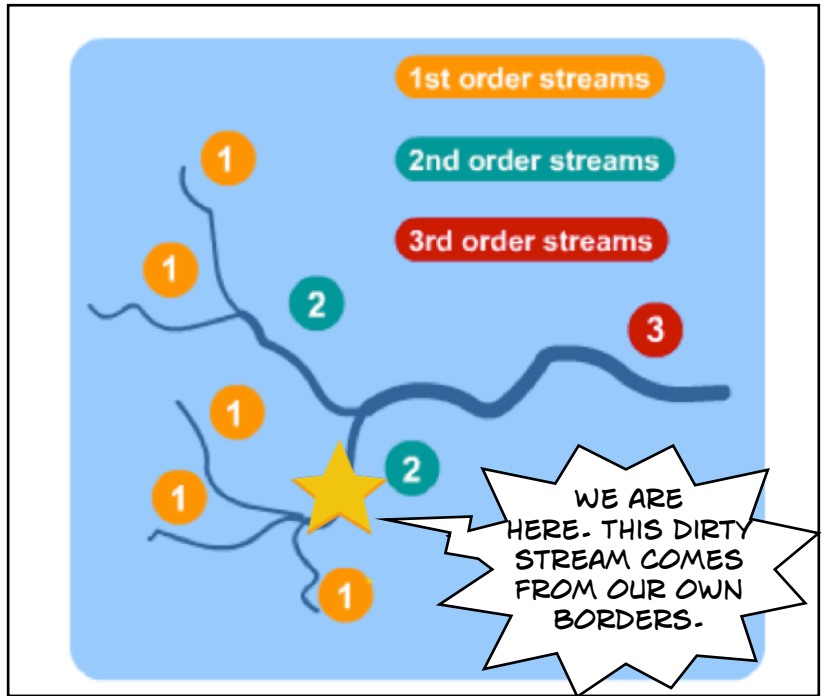 1st order streams
1
2nd order streams
3rd order streams
1
2
3
1
2
1
WE ARE
HERE. THIS DIRTY
STREAM COMES
FROM OUR OWN
BORDERS.
1